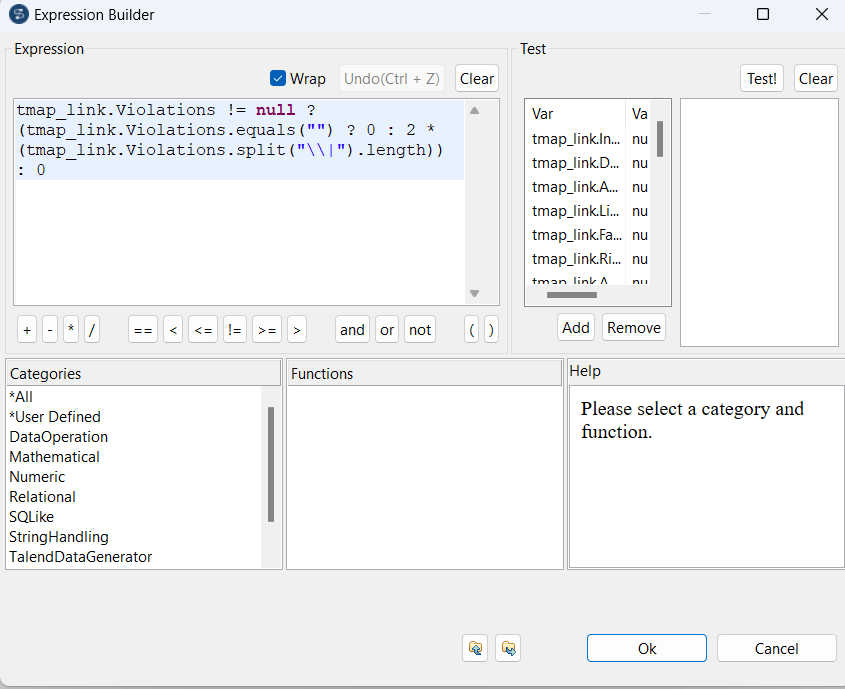 Expression Builder
Expression
Wrap
Undo(Ctrl + Z)
Clear
tmap_link.Violations != null ?
(tmap_link.Violations.equals("") ? 0 : 2 *
(tmap_link.Violations.split("\\|").length))
: 0
+ - * / == < <= != >= > and or not ( )
Test
Test!
Clear
Var Va
tmap_link.In... nu
tmap_link.D... nu
tmap_link.A... nu
tmap_link.Li... nu
tmap_link.Fa... nu
tmap_link.Ri... nu
tmap_link.A nu
Add
Remove
Categories
*All
*User Defined
DataOperation
Mathematical
Numeric
Relational
SQLike
StringHandling
TalendDataGenerator
Functions
Help
Please select a category and
function.
Ok
Cancel